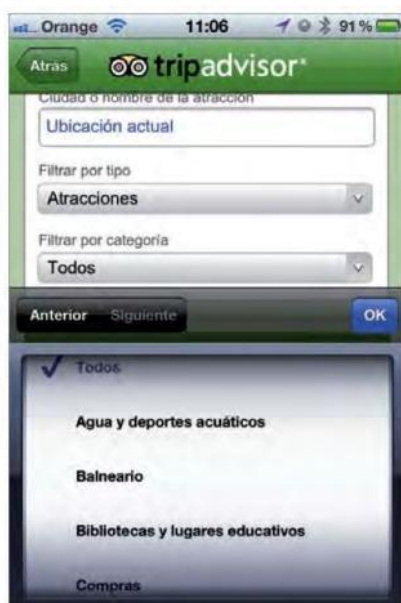 Orange 11:06 91 %
Atrás tripadvisor
Ciudad o nombre de la atracción
Ubicación actual
Filtrar por tipo
Atracciones
Filtrar por categoría
Todos
Anterior Siguiente OK
Todos
Agua y deportes acuáticos
Balneario
Bibliotecas y lugares educativos
Compras